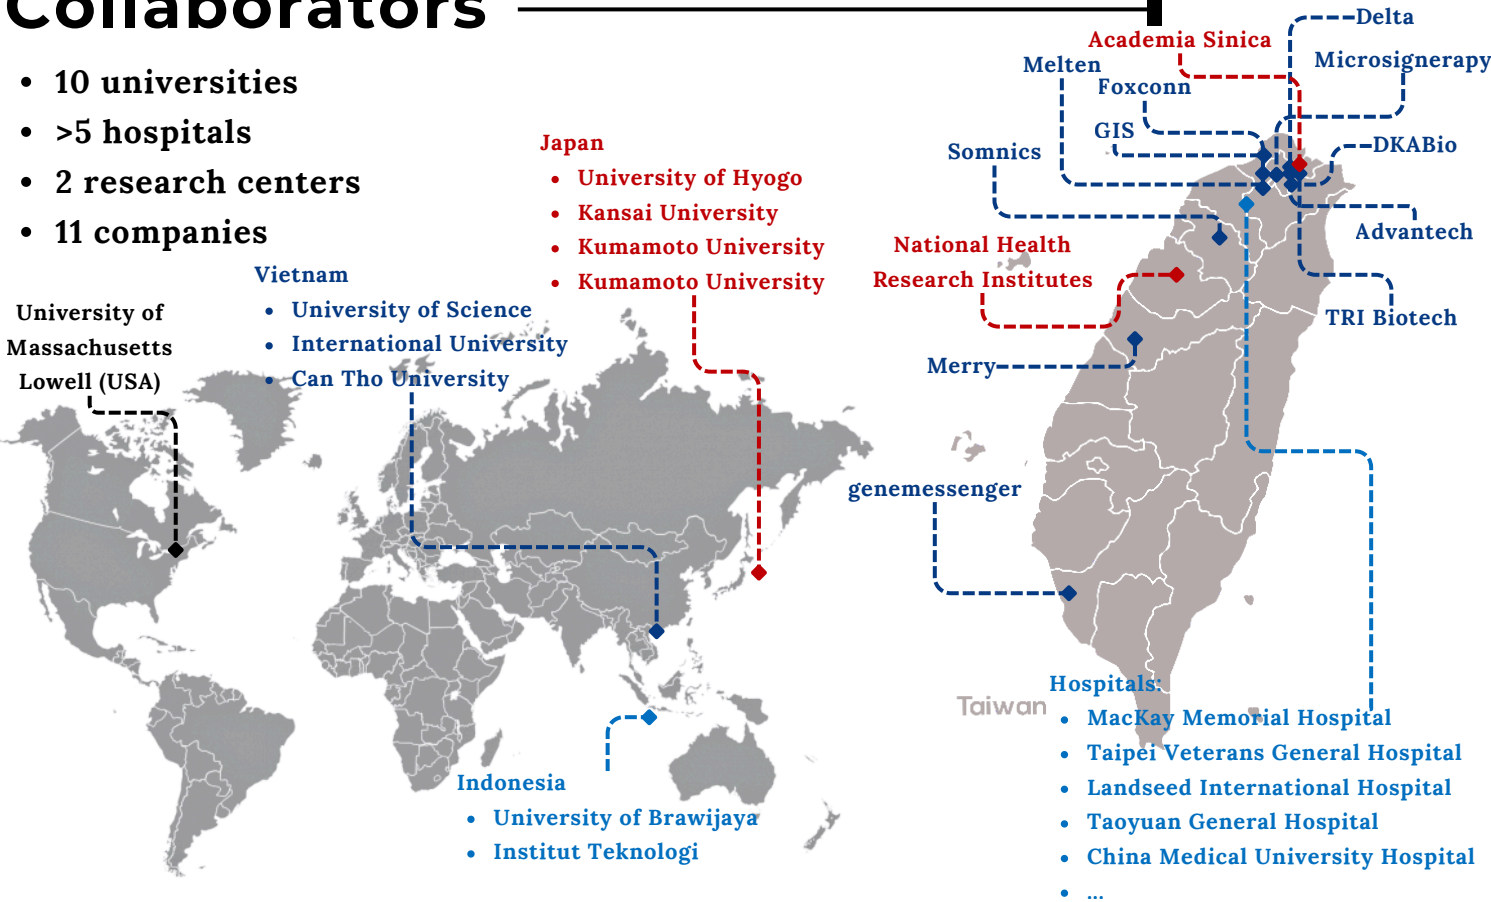 Collaborators
• 10 universities
• >5 hospitals
• 2 research centers
• 11 companies
University of
Massachusetts
Lowell (USA)
Vietnam
• University of Science
• International University
• Can Tho University
Japan
• University of Hyogo
• Kansai University
• Kumamoto University
• Kumamoto University
Indonesia
• University of Brawijaya
• Institut Teknologi
Delta
Academia Sinica
Microsignerapy
Melten
Foxconn
GIS
DKABio
Somnics
Advantech
National Health
Research Institutes
TRI Biotech
Merry
genemessenger
Taiwan
Hospitals:
• MacKay Memorial Hospital
• Taipei Veterans General Hospital
• Landseed International Hospital
• Taoyuan General Hospital
• China Medical University Hospital
• ...